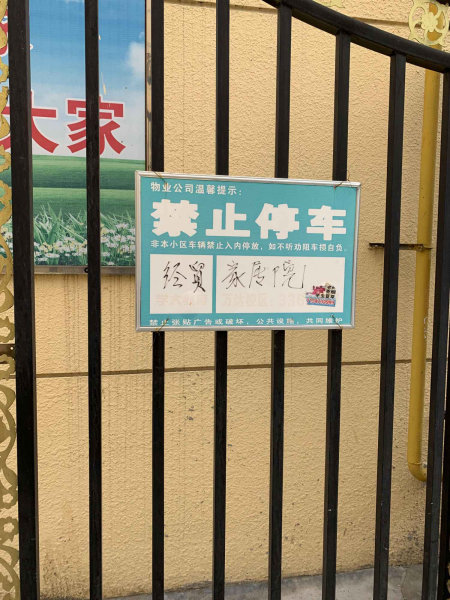 大家
物业公司温馨提示:
禁止停车
非本小区车辆禁止入内停放,如不听劝阻车损自负.
经贸 家居院
禁止张贴广告或破坏,公共设施,共同维护